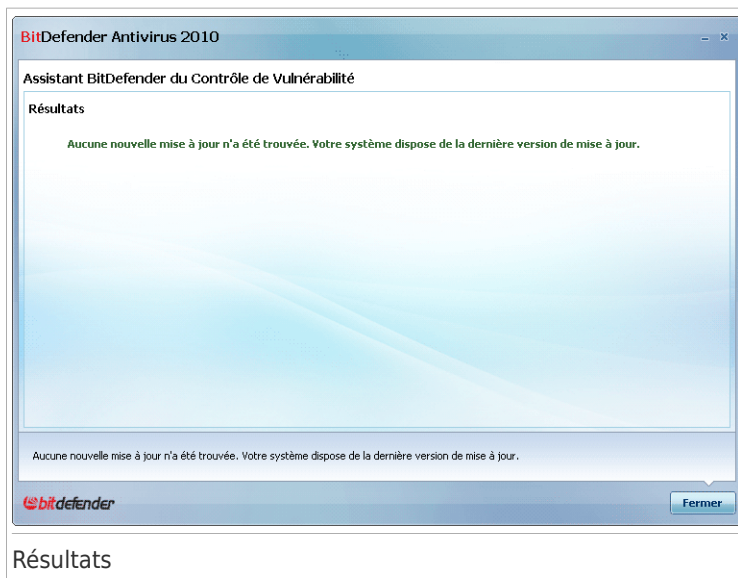 BitDefender Antivirus 2010
Assistant BitDefender du Contrôle de Vulnérabilité
Résultats
Aucune nouvelle mise à jour n'a été trouvée. Votre système dispose de la dernière version de mise à jour.
Aucune nouvelle mise à jour n'a été trouvée. Votre système dispose de la dernière version de mise à jour.
bitdefender
Fermer
Résultats